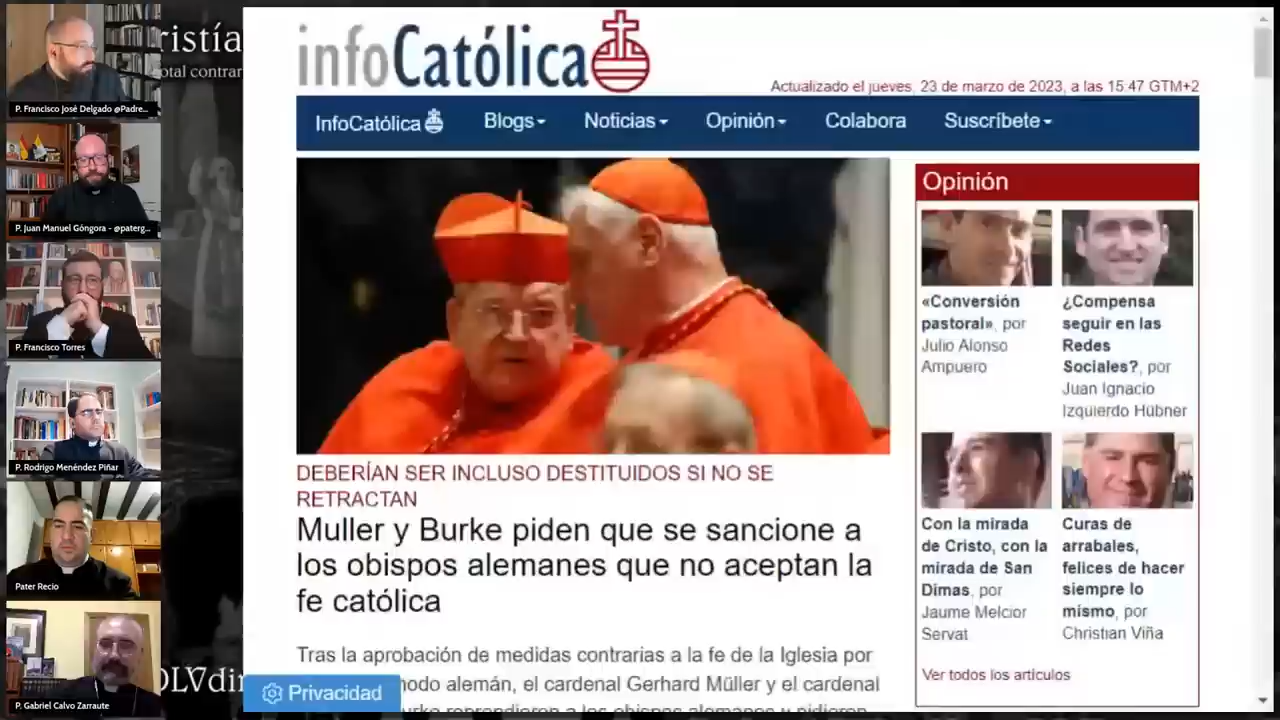 P. Francisco José Delgado @Padre...
P. Juan Manuel Góngora - @paterg...
P. Francisco Torres
P. Rodrigo Menéndez Piñar
Pater Recio
P. Gabriel Calvo Zarraute
infoCatólica
Actualizado el jueves, 23 de marzo de 2023, a las 15:47 GTM+2
InfoCatólica
Blogs
Noticias
Opinión
Colabora
Suscríbete
DEBERÍAN SER INCLUSO DESTITUIDOS SI NO SE
RETRACTAN
Muller y Burke piden que se sancione a
los obispos alemanes que no aceptan la
fe católica
Tras la aprobación de medidas contrarias a la fe de la Iglesia por
alemán, el cardenal Gerhard Müller y el cardenal
Privacidad
Opinión
«Conversión
pastoral», por
Julio Alonso
Ampuero
¿Compensa
seguir en las
Redes
Sociales?, por
Juan Ignacio
Izquierdo Hübner
Con la mirada
de Cristo, con la
mirada de San
Dimas, por
Jaume Melcior
Servat
Curas de
arrabales,
felices de hacer
siempre lo
mismo, por
Christian Viña
Ver todos los artículos